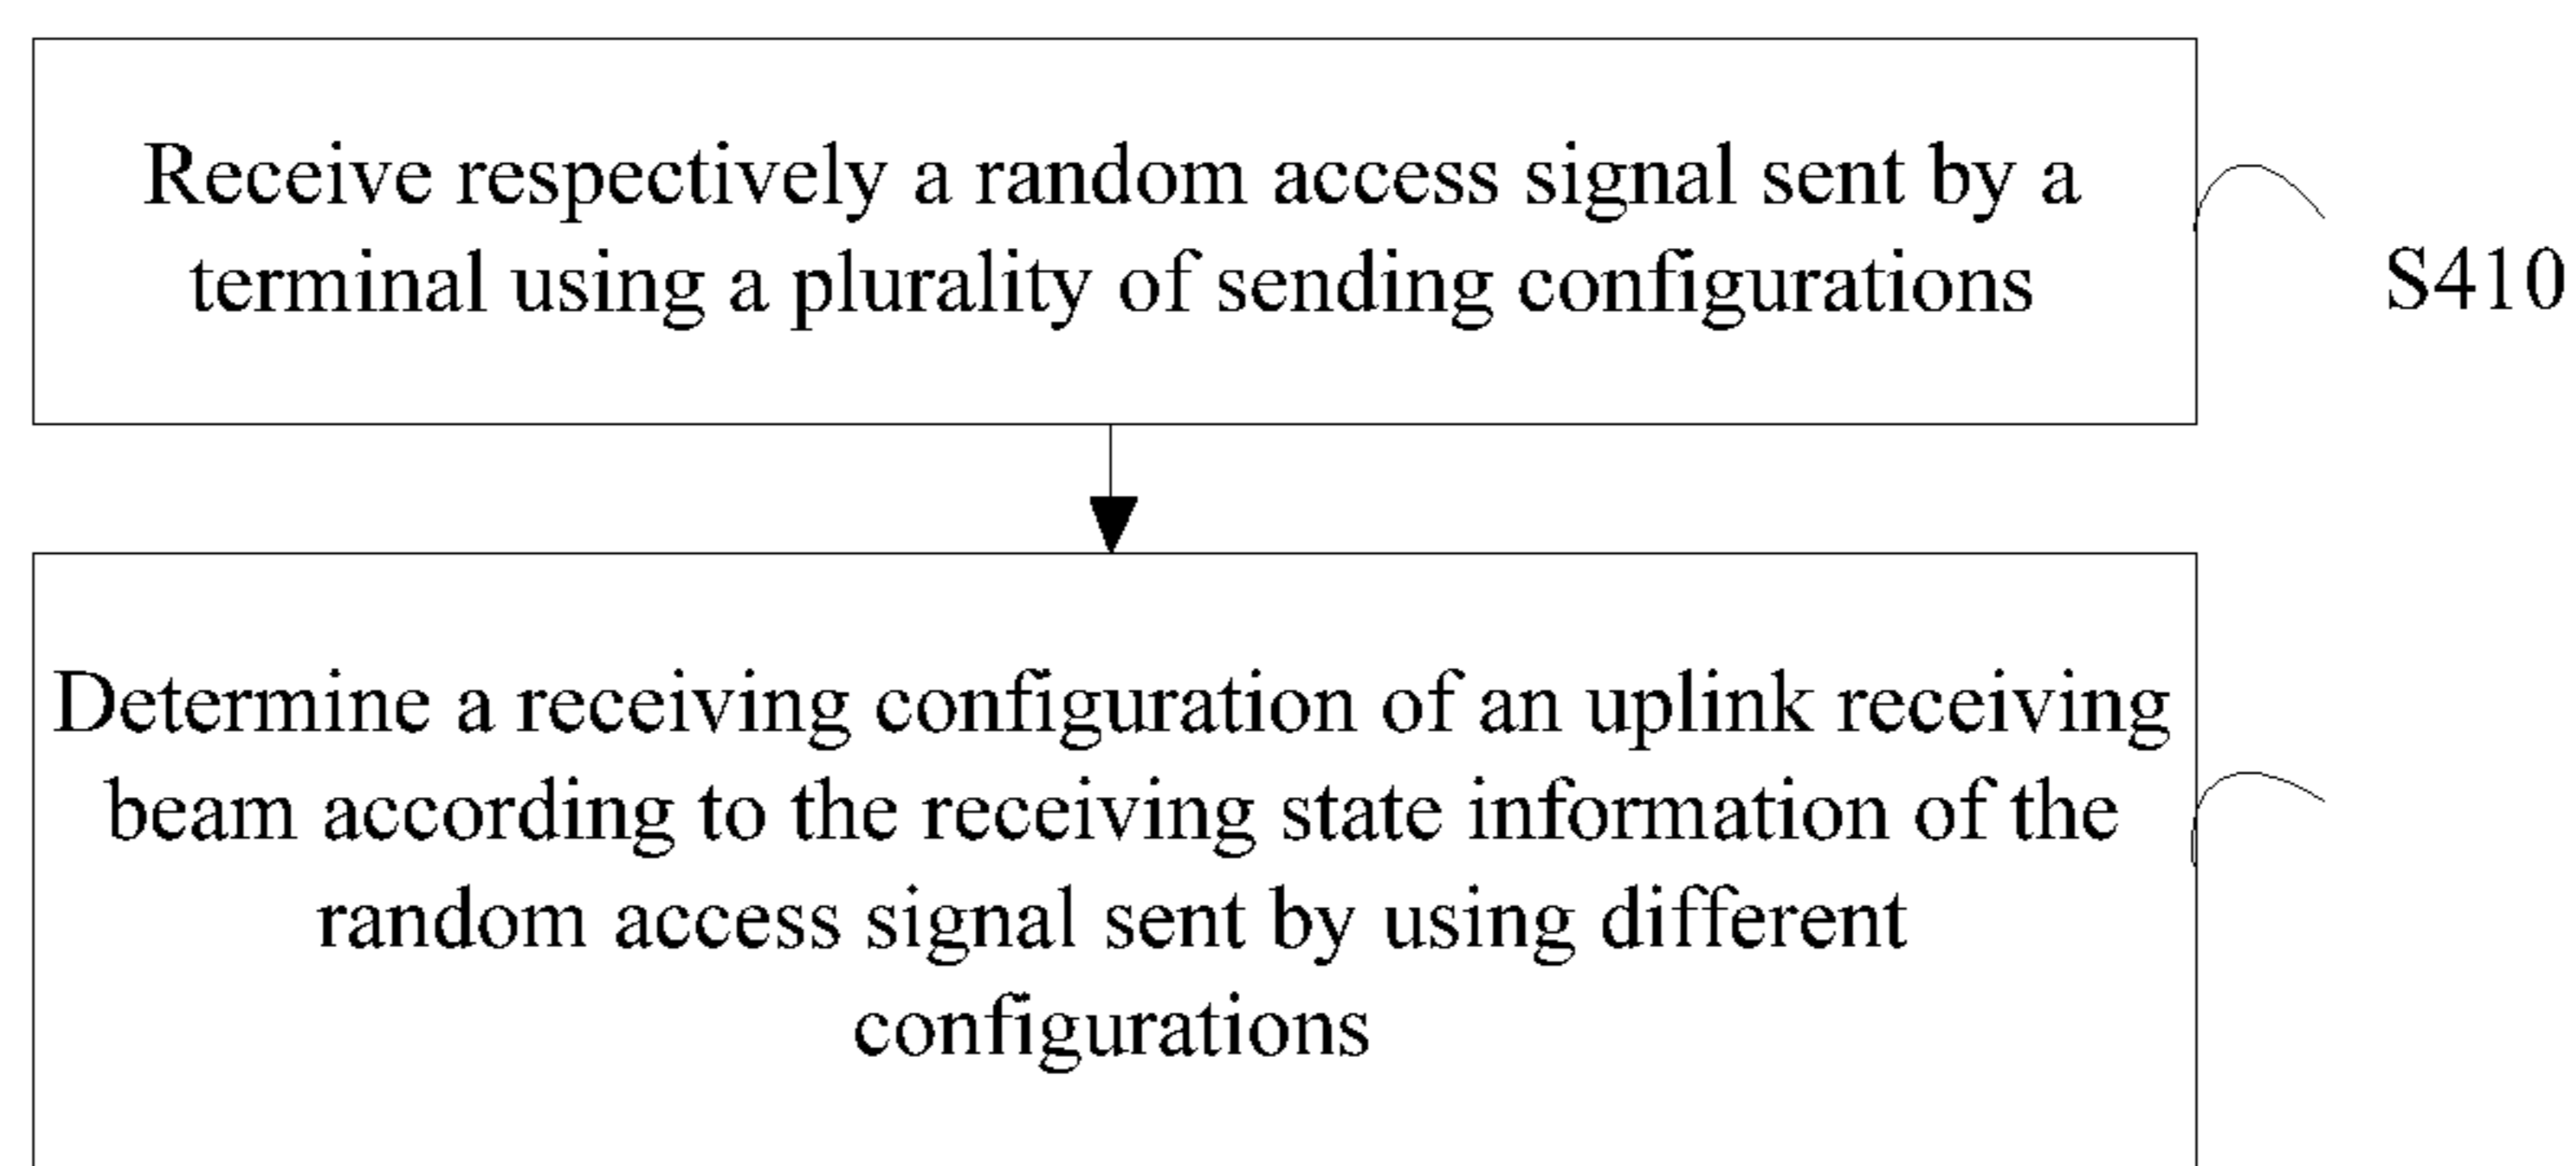 Receive respectively a random access signal sent by a
terminal using a plurality of sending configurations
S410
Determine a receiving configuration of an uplink receiving
beam according to the receiving state information of the
random access signal sent by using different
configurations